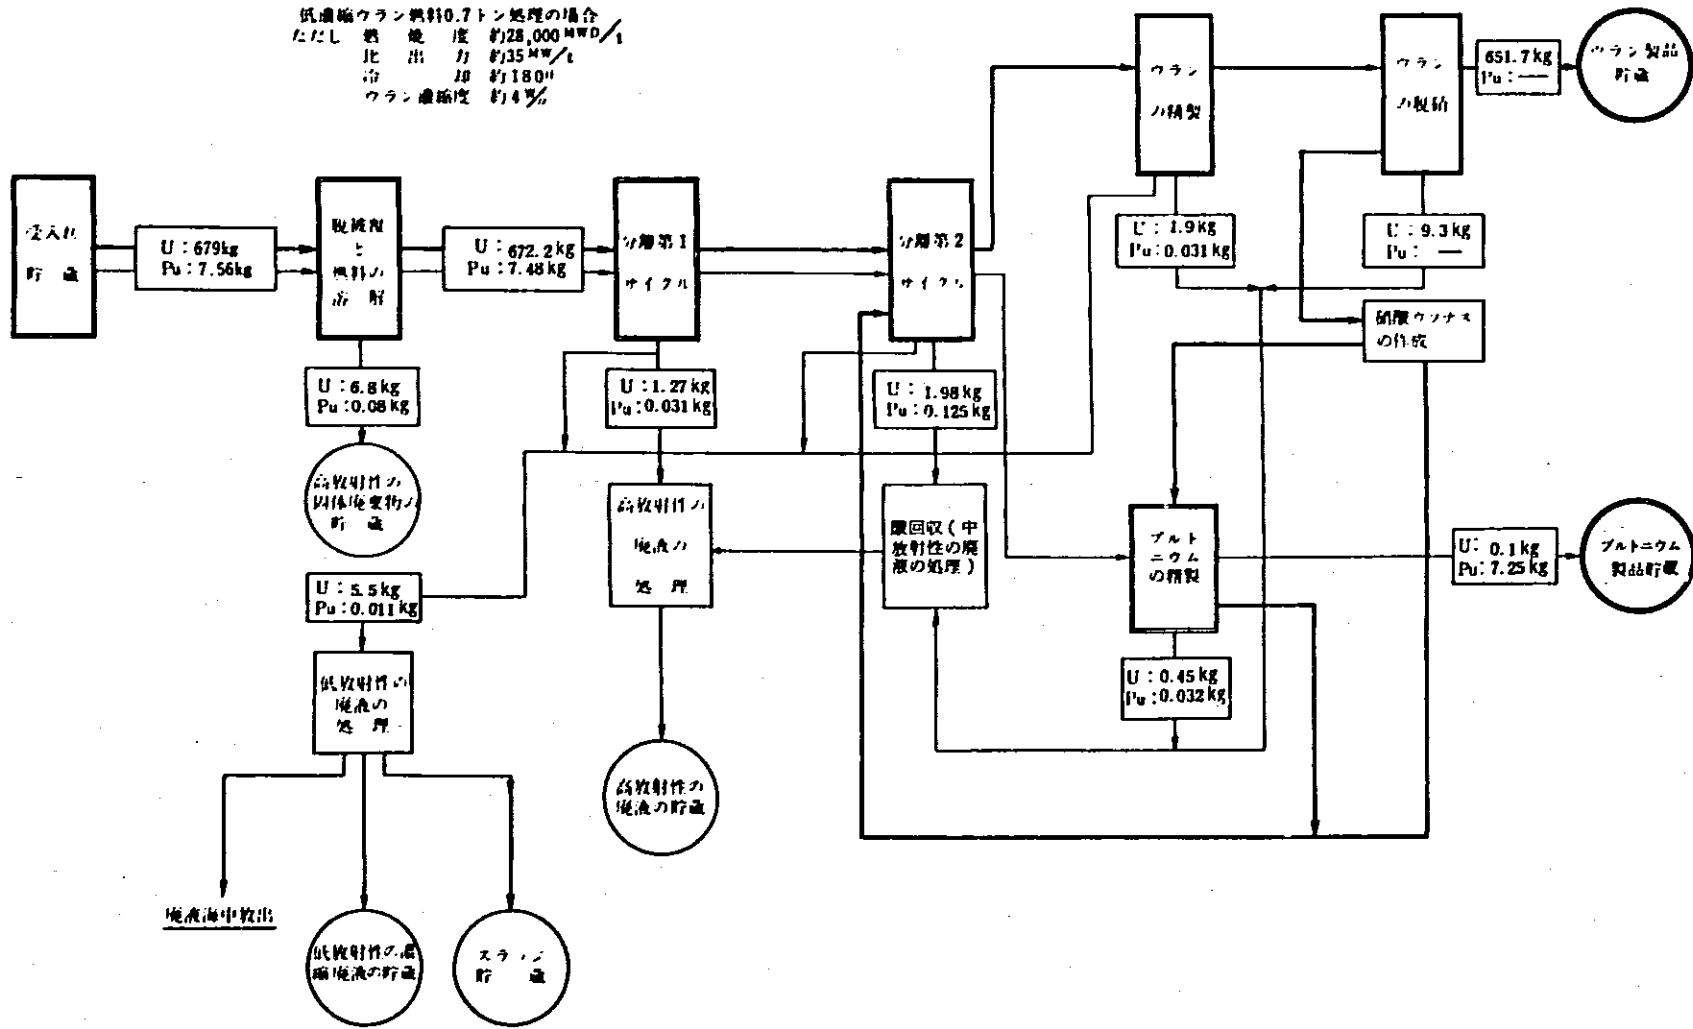 低濃縮ウラン燃料0.7トン処理の場合
ただし 燃焼度 約28,000MWD/t
比出力 約35MW/t
冷却 約180日
ウラン濃縮度 約4W/o
ウラン
の精製
ウラン
の脱硝
651.7kg
Pu:—
ウラン製品
貯蔵
受入れ
貯蔵
U:679kg
Pu:7.56kg
脱被覆
と
燃料の
溶解
U:672.2kg
Pu:7.48kg
分離第1
サイクル
分離第2
サイクル
U:1.9kg
Pu:0.031kg
U:9.3kg
Pu:—
硝酸ウラナス
の作成
U:6.8kg
Pu:0.08kg
U:1.27kg
Pu:0.031kg
U:1.98kg
Pu:0.125kg
高放射性の
固体廃棄物の
貯蔵
高放射性の
廃液の
処理
酸回収(中
放射性の廃
液の処理)
プルト
ニウム
の精製
U:0.1kg
Pu:7.25kg
プルトニウム
製品貯蔵
U:5.5kg
Pu:0.011kg
低放射性の
廃液の
処理
U:0.45kg
Pu:0.032kg
高放射性の
廃液の貯蔵
廃液海中放出
低放射性の濃
縮廃液の貯蔵
スラッジ
貯蔵